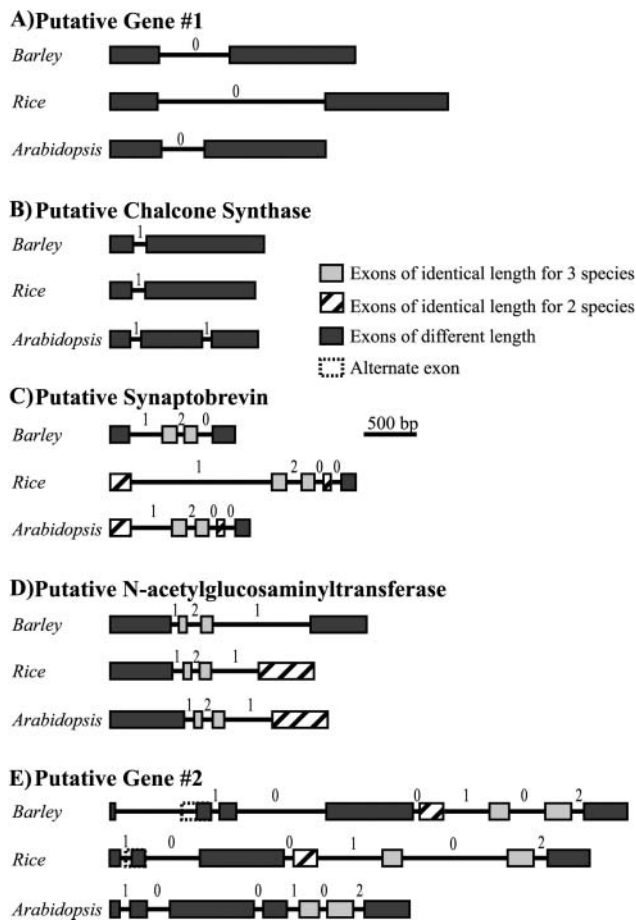 A) Putative Gene #1
0
Barley
0
Rice
0
Arabidopsis
B) Putative Chalcone Synthase
1
Barley
1
Rice
1 1
Arabidopsis
Exons of identical length for 3 species
Exons of identical length for 2 species
Exons of different length
Alternate exon
500 bp
C) Putative Synaptobrevin
1 2 0
Barley
1 2 0 0
Rice
1 2 0 0
Arabidopsis
D) Putative N-acetylglucosaminyltransferase
1 2 1
Barley
1 2 1
Rice
1 2 1
Arabidopsis
E) Putative Gene #2
1 0 0 1 0 2
Barley
1 0 0 1 0 2
Rice
1 0 0 1 0 2
Arabidopsis